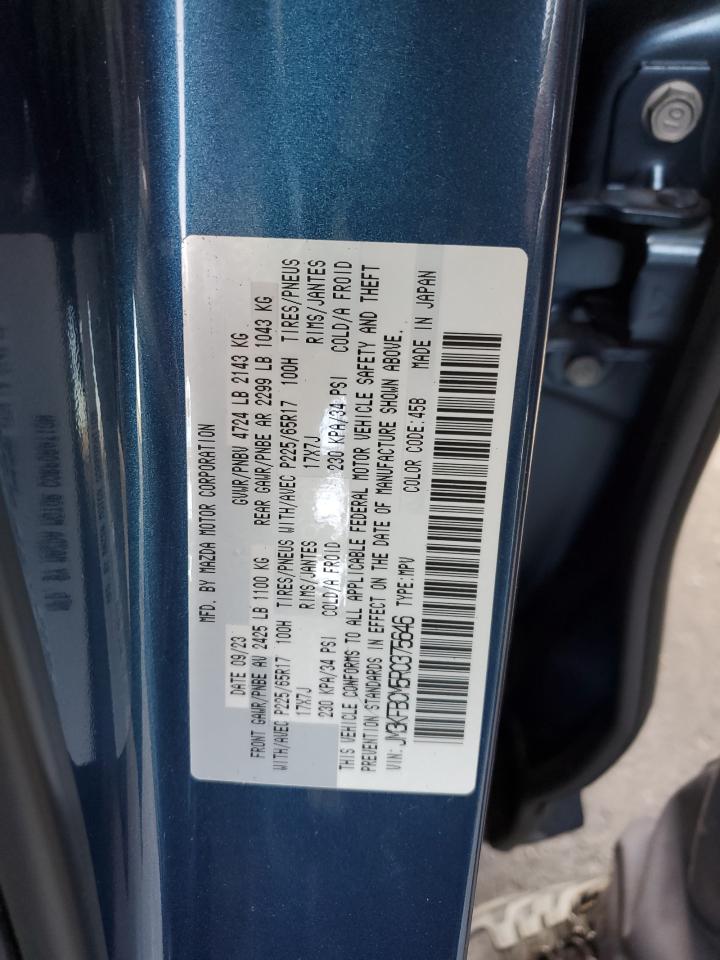 MFD. BY MAZDA MOTOR CORPORATION
DATE 09/23 GVWR/PNBV 4724 LB 2143 KG
FRONT GAWR/PNBE AV 2425 LB 1100 KG REAR GAWR/PNBE AR 2299 LB 1043 KG
WITH/AVEC P225/65R17 100H TIRES/PNEUS WITH/AVEC P225/65R17 100H TIRES/PNEUS
17X7J RIMS/JANTES 17X7J RIMS/JANTES
230 KPA/34 PSI COLD/A FROID 230 KPA/34 PSI COLD/A FROID
THIS VEHICLE CONFORMS TO ALL APPLICABLE FEDERAL MOTOR VEHICLE SAFETY AND THEFT
PREVENTION STANDARDS IN EFFECT ON THE DATE OF MANUFACTURE SHOWN ABOVE.
VIN: JM3KFBCM5R0375646 TYPE: MPV COLOR CODE: 45B MADE IN JAPAN
10